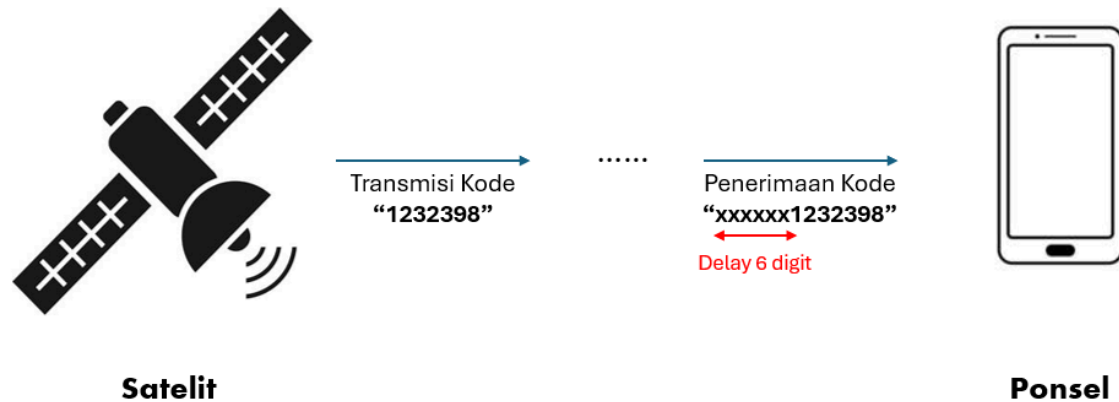 Transmisi Kode
“1232398”
......
Penerimaan Kode
“xxxxxx1232398”
Delay 6 digit
Satelit
Ponsel